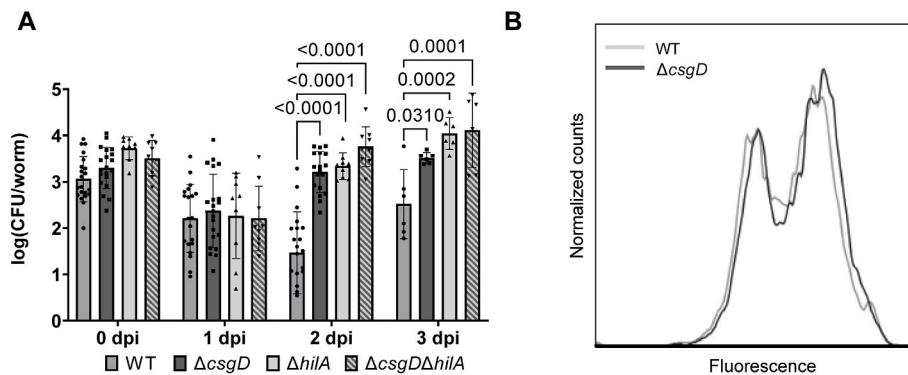 A
log(CFU/worm)
5
4
3
2
1
0
<0.0001
<0.0001
<0.0001
0.0001
0.0002
0.0310
0 dpi
1 dpi
2 dpi
3 dpi
WT
ΔcsgD
ΔhilA
ΔcsgDΔhilA
B
WT
ΔcsgD
Normalized counts
Fluorescence